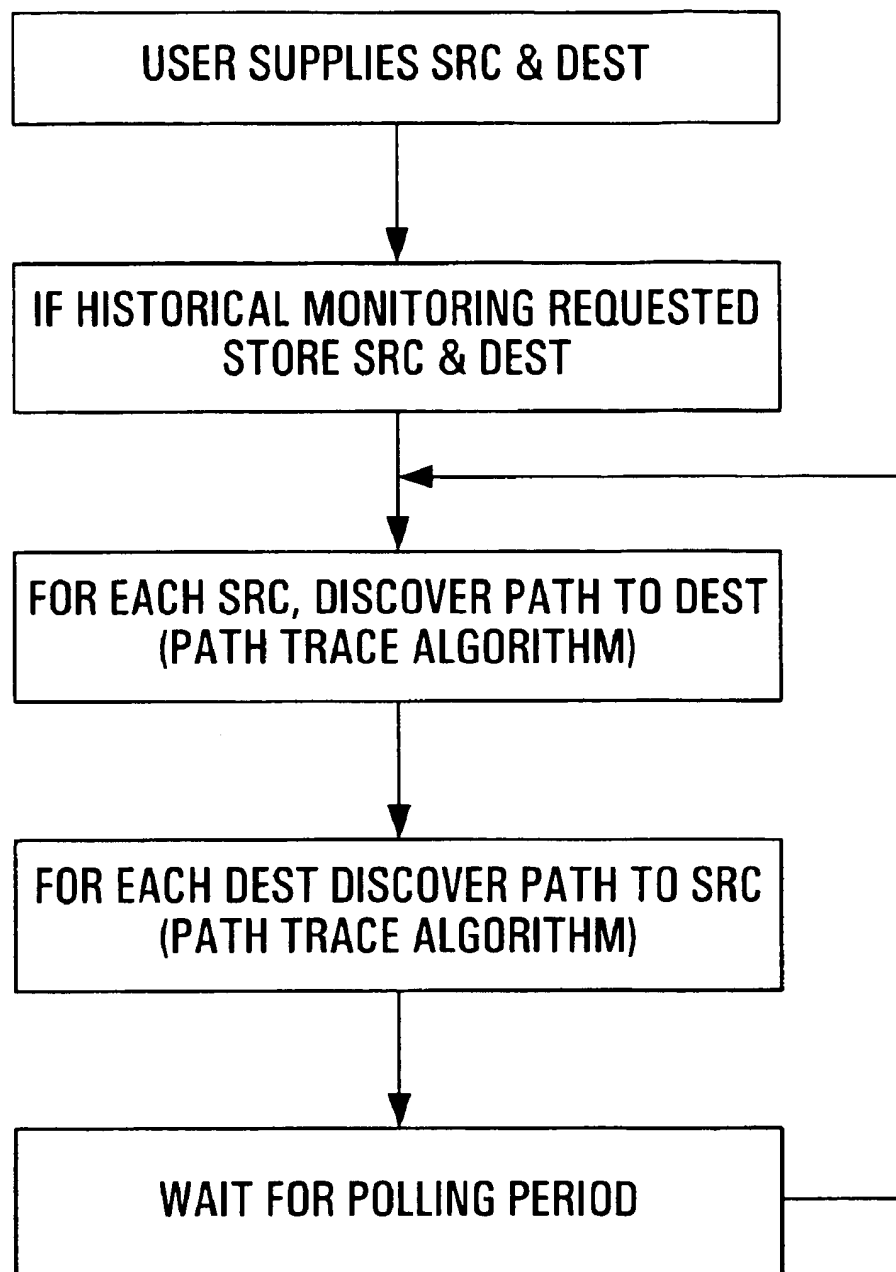 USER SUPPLIES SRC & DEST
IF HISTORICAL MONITORING REQUESTED
STORE SRC & DEST
FOR EACH SRC, DISCOVER PATH TO DEST
(PATH TRACE ALGORITHM)
FOR EACH DEST DISCOVER PATH TO SRC
(PATH TRACE ALGORITHM)
WAIT FOR POLLING PERIOD